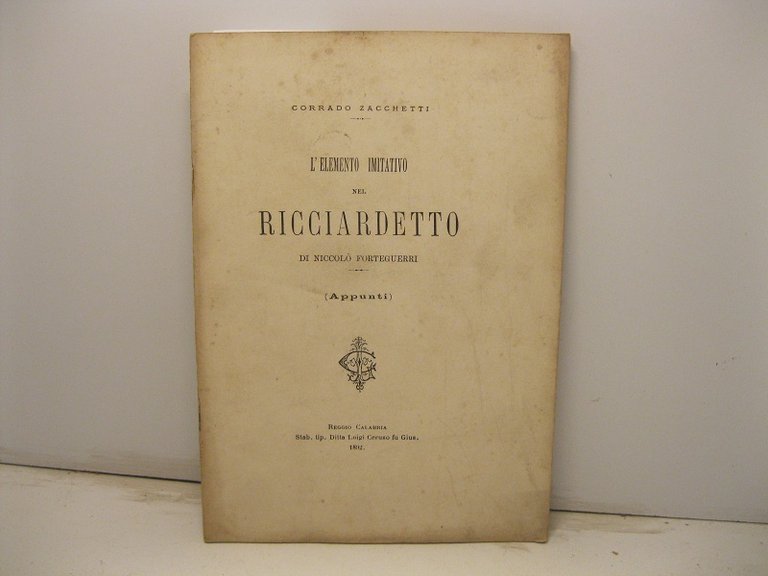 CORRADO ZACCHETTI
L'ELEMENTO IMITATIVO
NEL
RICCIARDETTO
DI NICCOLÒ FORTEGUERRI
(Appunti)
REGGIO CALABRIA
Stab. tip. Ditta Luigi Ceruso fu Gius.